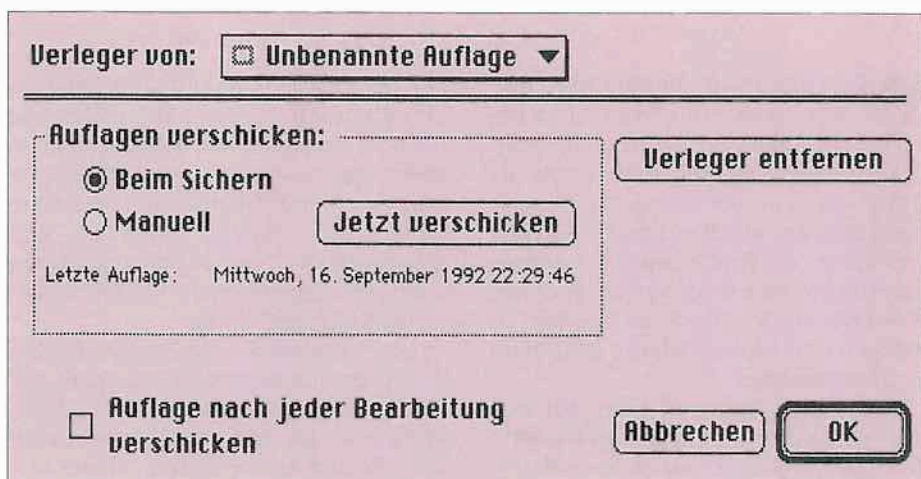 Verleger von: Unbenannte Auflage
Auflagen verschicken:
Beim Sichern
Manuell
Jetzt verschicken
Letzte Auflage: Mittwoch, 16. September 1992 22:29:46
Verleger entfernen
Auflage nach jeder Bearbeitung
verschicken
Abbrechen
OK